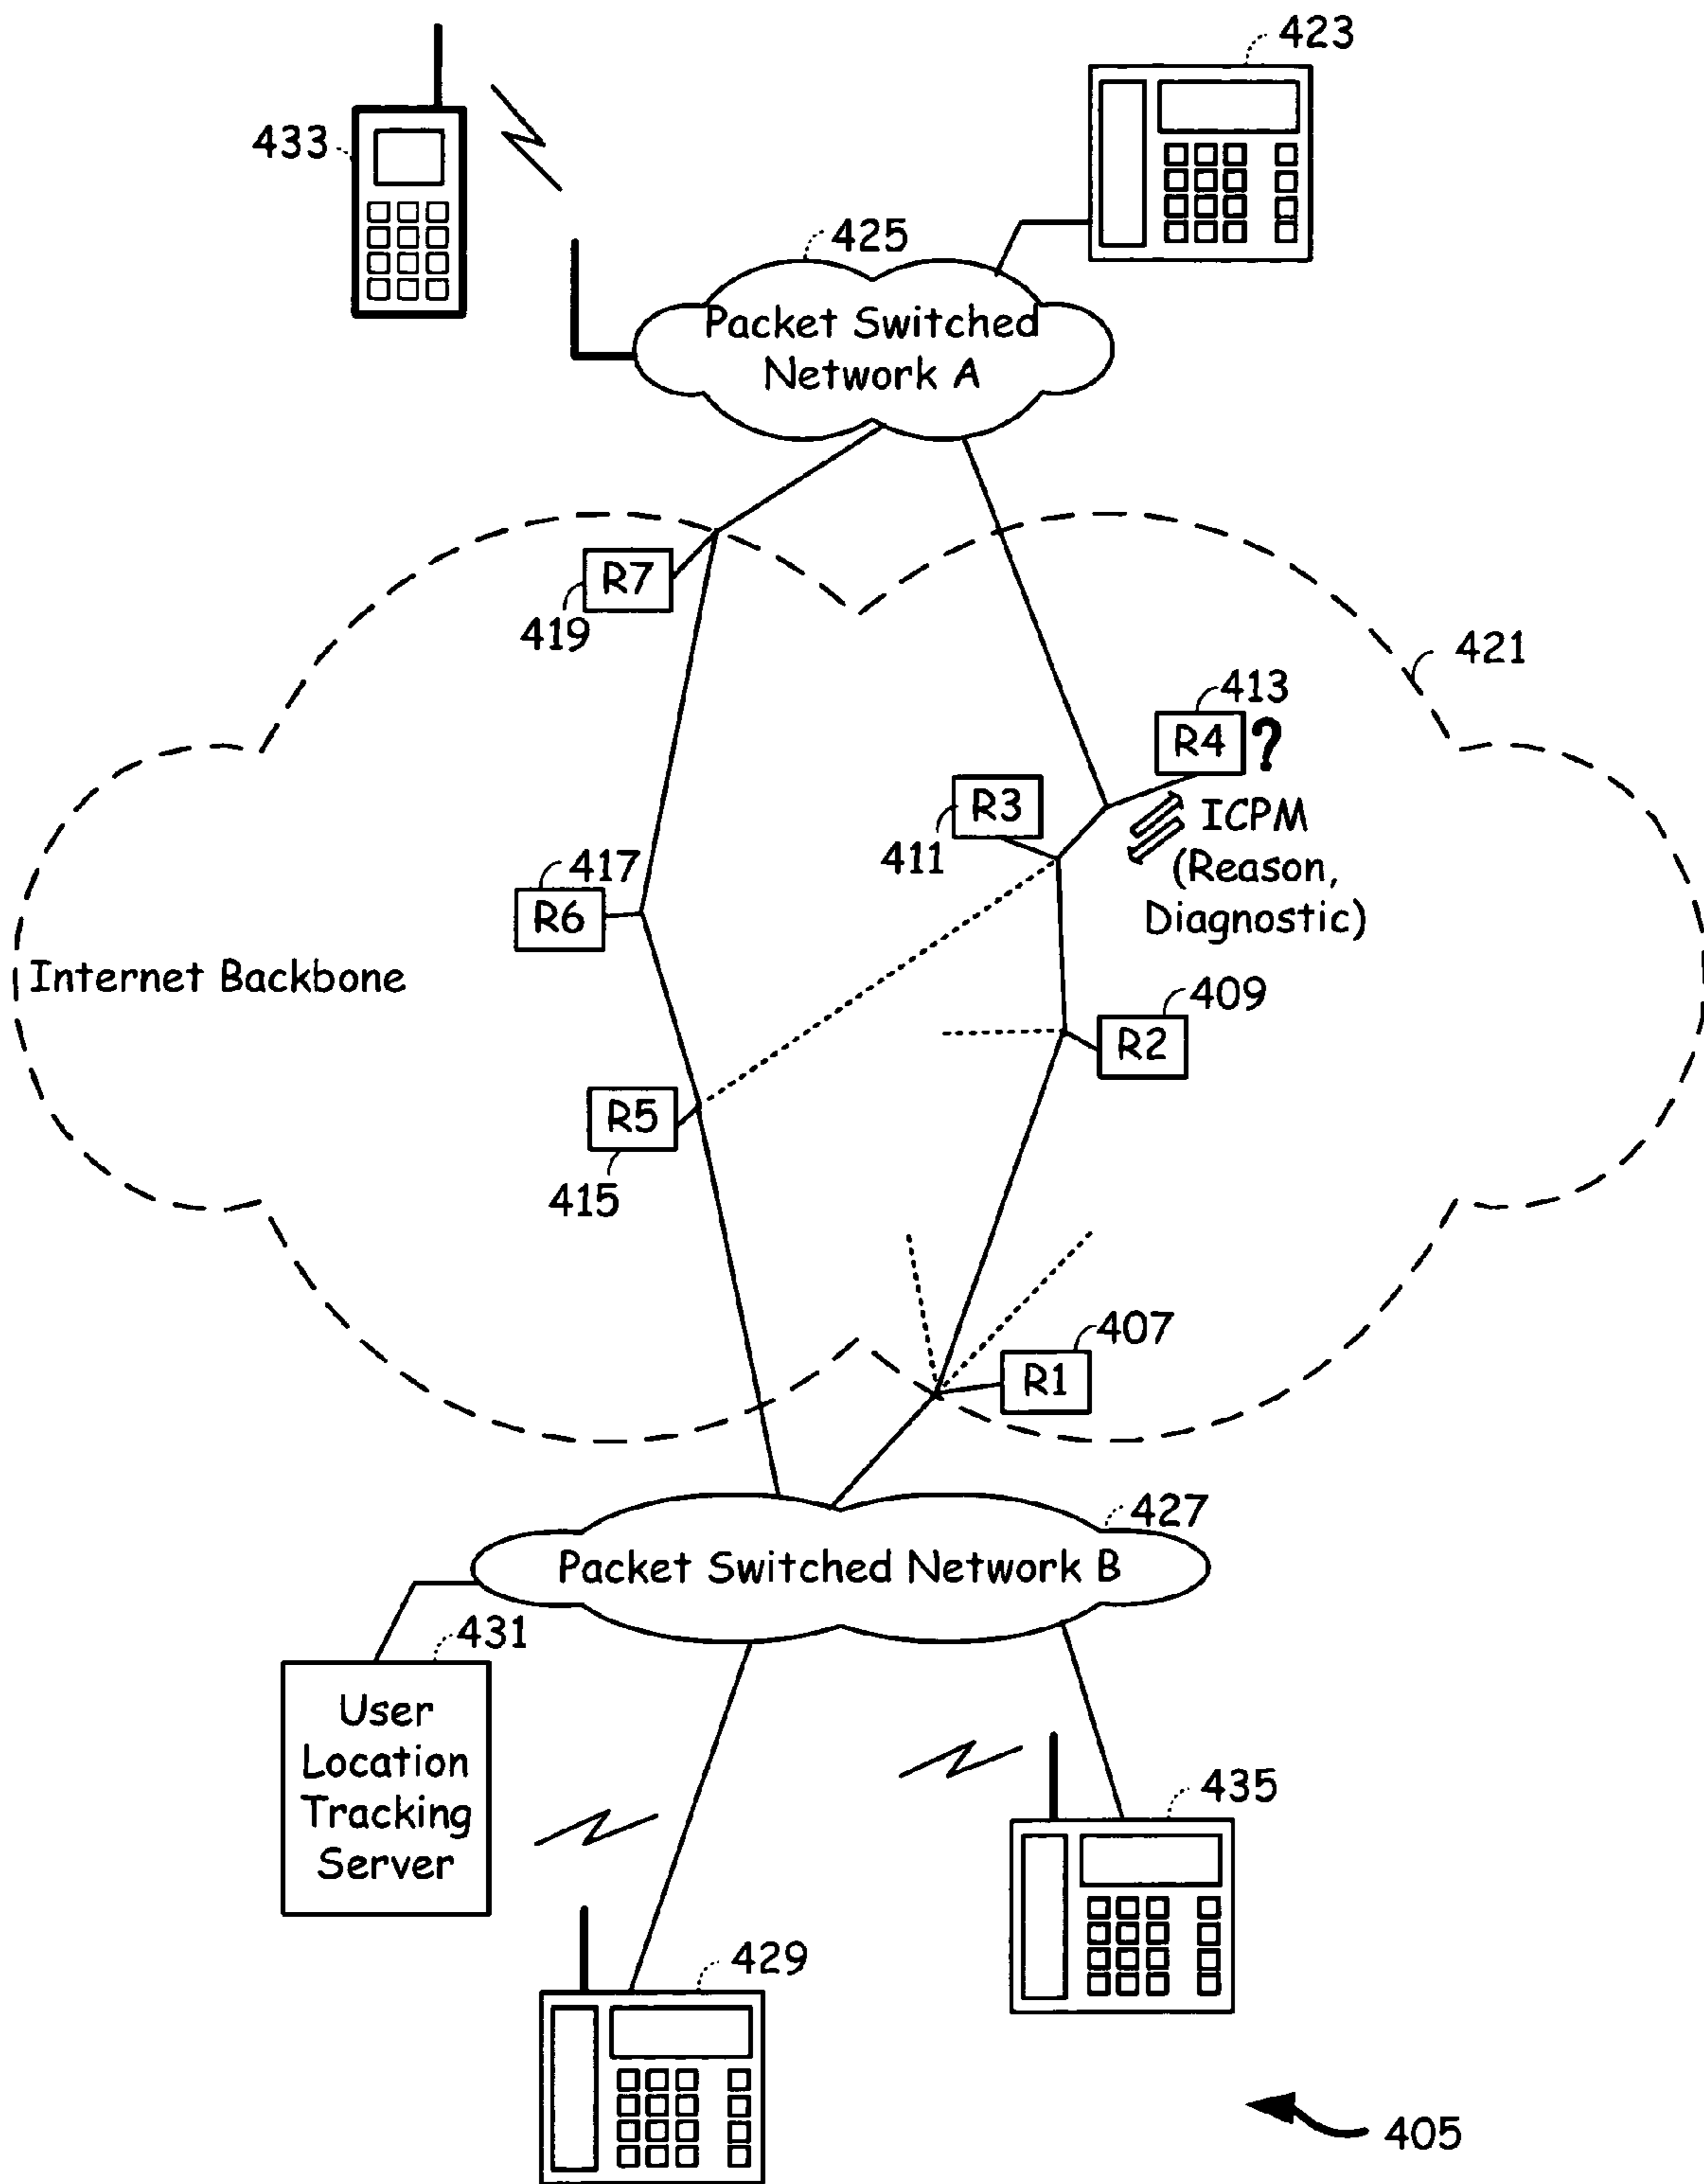 423
433
425
Packet Switched
Network A
R7
419
421
413
R4 ?
R3
ICPM
411
(Reason,
417
Diagnostic)
R6
Internet Backbone
409
R2
R5
415
407
R1
427
Packet Switched Network B
431
User
Location
Tracking
Server
435
429
405